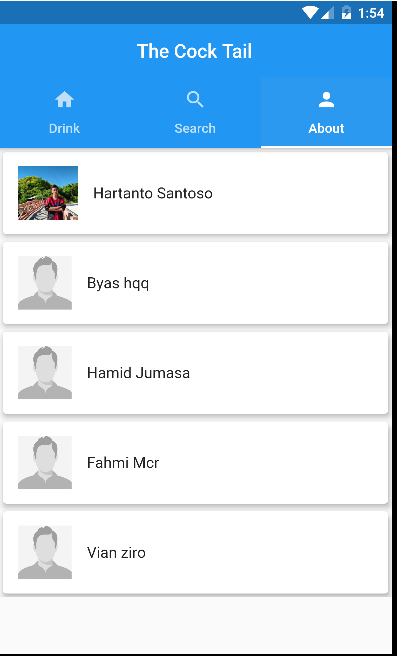 1:54
The Cock Tail
Drink
Search
About
Hartanto Santoso
Byas hqq
Hamid Jumasa
Fahmi Mcr
Vian ziro